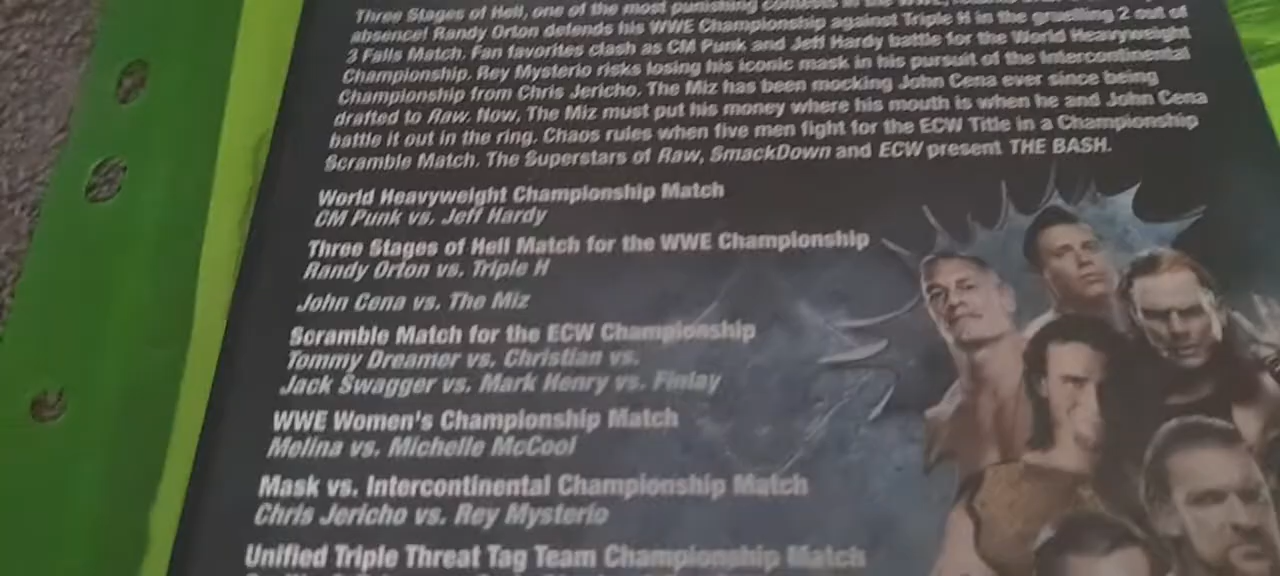 Three Stages of Hell, one of the most punishing contests in the WWE,
absence! Randy Orton defends his WWE Championship against Triple H in the gruelling 2 out of
3 Falls Match. Fan favorites clash as CM Punk and Jeff Hardy battle for the World Heavyweight
Championship. Rey Mysterio risks losing his iconic mask in his pursuit of the Intercontinental
Championship from Chris Jericho. The Miz has been mocking John Cena ever since being
drafted to Raw. Now, The Miz must put his money where his mouth is when he and John Cena
battle it out in the ring. Chaos rules when five men fight for the ECW Title in a Championship
Scramble Match. The Superstars of Raw, SmackDown and ECW present THE BASH.
World Heavyweight Championship Match
CM Punk vs. Jeff Hardy
Three Stages of Hell Match for the WWE Championship
Randy Orton vs. Triple H
John Cena vs. The Miz
Scramble Match for the ECW Championship
Tommy Dreamer vs. Christian vs.
Jack Swagger vs. Mark Henry vs. Finlay
WWE Women's Championship Match
Melina vs. Michelle McCool
Mask vs. Intercontinental Championship Match
Chris Jericho vs. Rey Mysterio
Unified Triple Threat Tag Team Championship Match